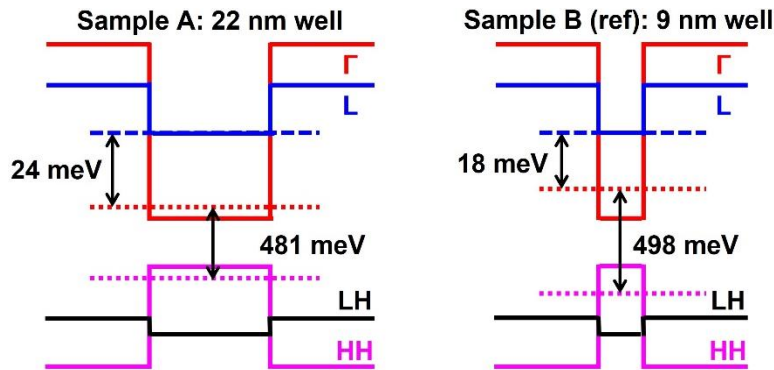 Sample A: 22 nm well
Γ
L
24 meV
481 meV
LH
HH
Sample B (ref): 9 nm well
Γ
L
18 meV
498 meV
LH
HH